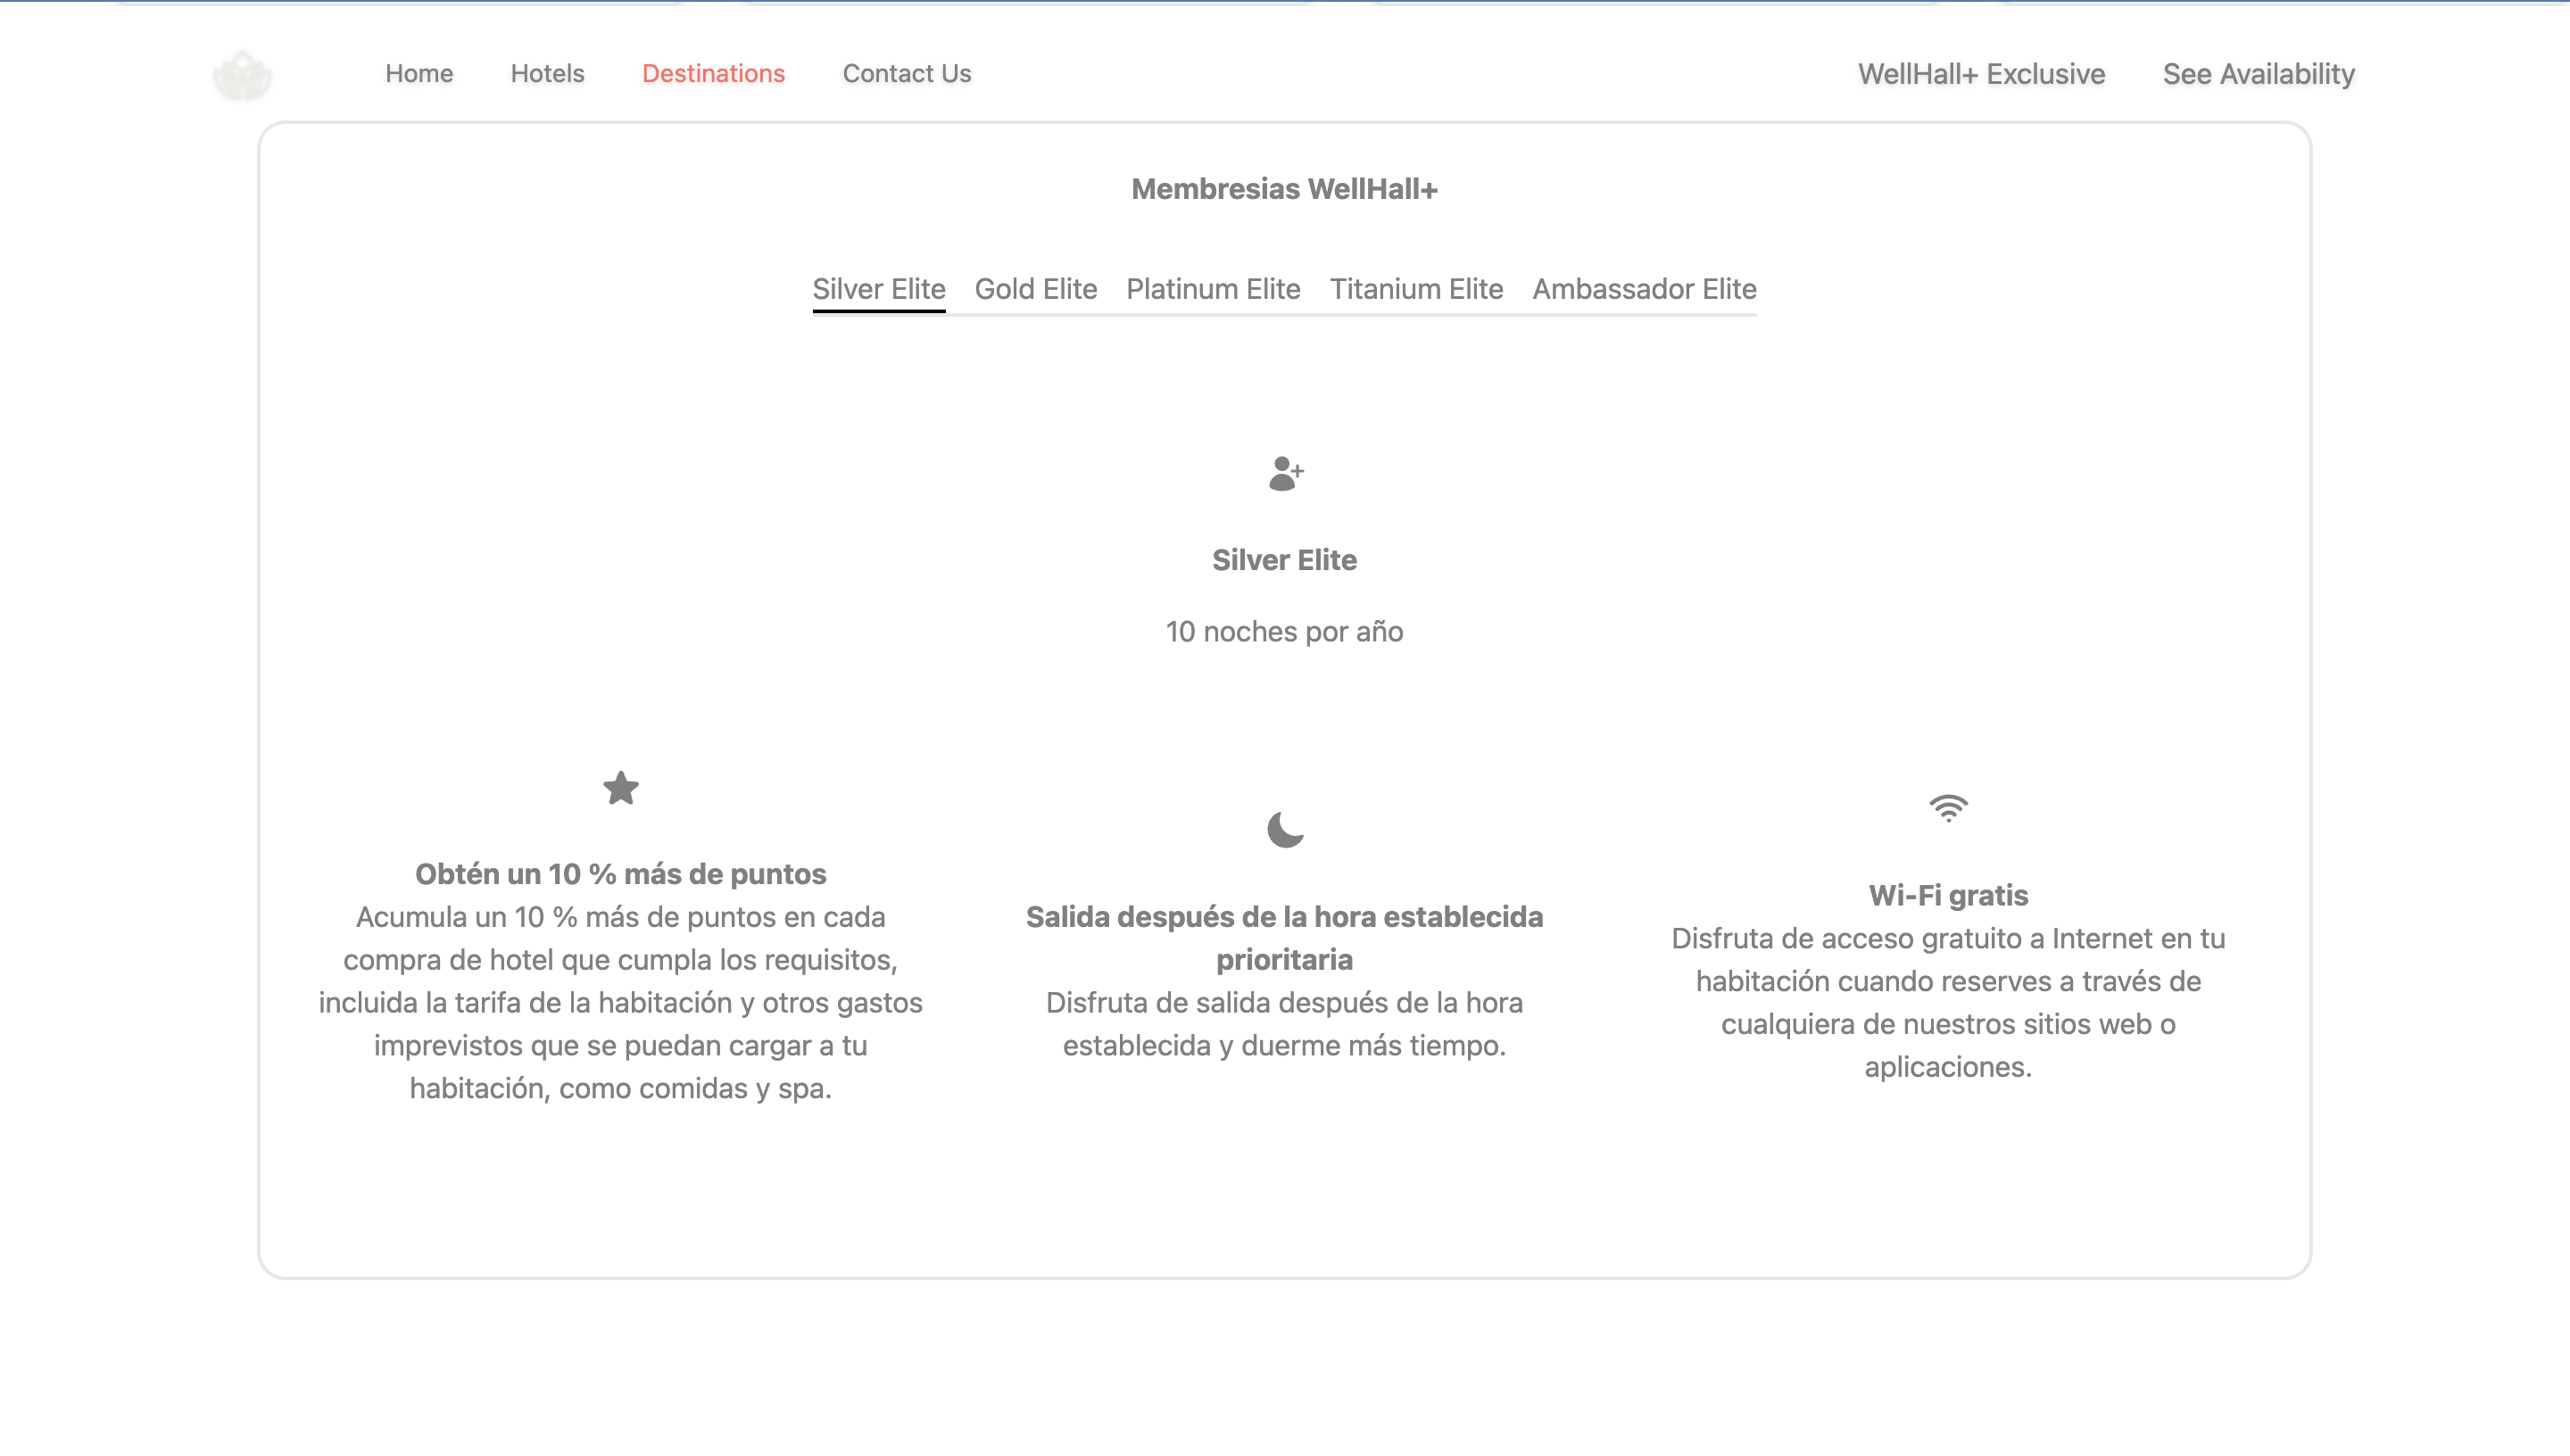 Home Hotels Destinations Contact Us WellHall+ Exclusive See Availability
Membresias WellHall+
Silver Elite Gold Elite Platinum Elite Titanium Elite Ambassador Elite
Silver Elite
10 noches por año
Obtén un 10 % más de puntos
Acumula un 10 % más de puntos en cada
compra de hotel que cumpla los requisitos,
incluida la tarifa de la habitación y otros gastos
imprevistos que se puedan cargar a tu
habitación, como comidas y spa.
Salida después de la hora establecida
prioritaria
Disfruta de salida después de la hora
establecida y duerme más tiempo.
Wi-Fi gratis
Disfruta de acceso gratuito a Internet en tu
habitación cuando reserves a través de
cualquiera de nuestros sitios web o
aplicaciones.